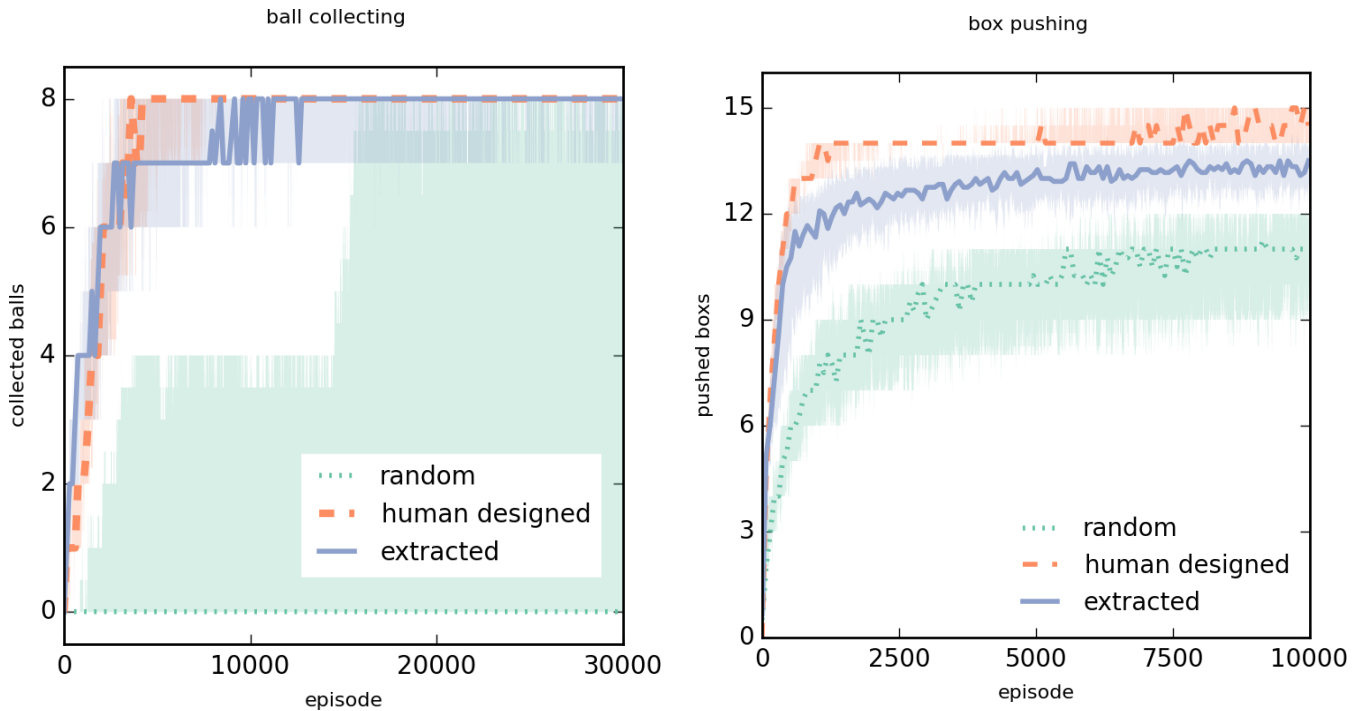 ball collecting
8
6
4
2
0
collected balls
random
human designed
extracted
0
10000
20000
30000
episode
box pushing
15
12
9
6
3
0
pushed boxs
random
human designed
extracted
0
2500
5000
7500
10000
episode